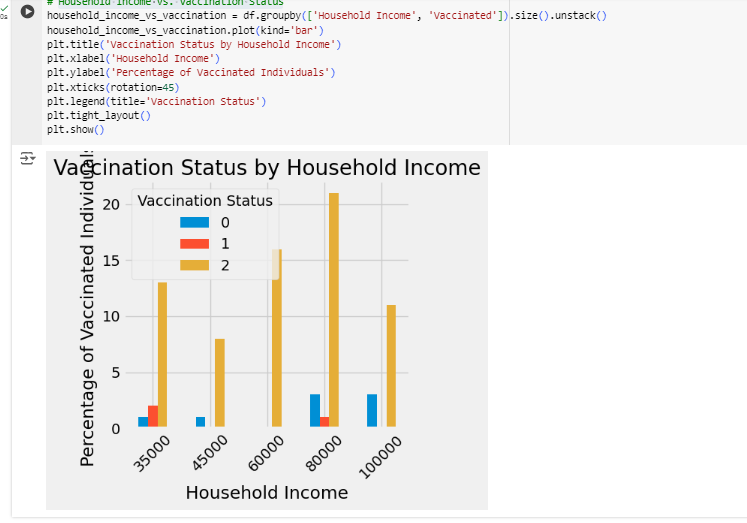 # Household Income vs. Vaccination Status
0s
household_income_vs_vaccination = df.groupby(['Household Income', 'Vaccinated']).size().unstack()
household_income_vs_vaccination.plot(kind='bar')
plt.title('Vaccination Status by Household Income')
plt.xlabel('Household Income')
plt.ylabel('Percentage of Vaccinated Individuals')
plt.xticks(rotation=45)
plt.legend(title='Vaccination Status')
plt.tight_layout()
plt.show()
Vaccination Status by Household Income
Percentage of Vaccinated Individuals
Vaccination Status
0
1
2
20
15
10
5
0
35000
45000
60000
80000
100000
Household Income